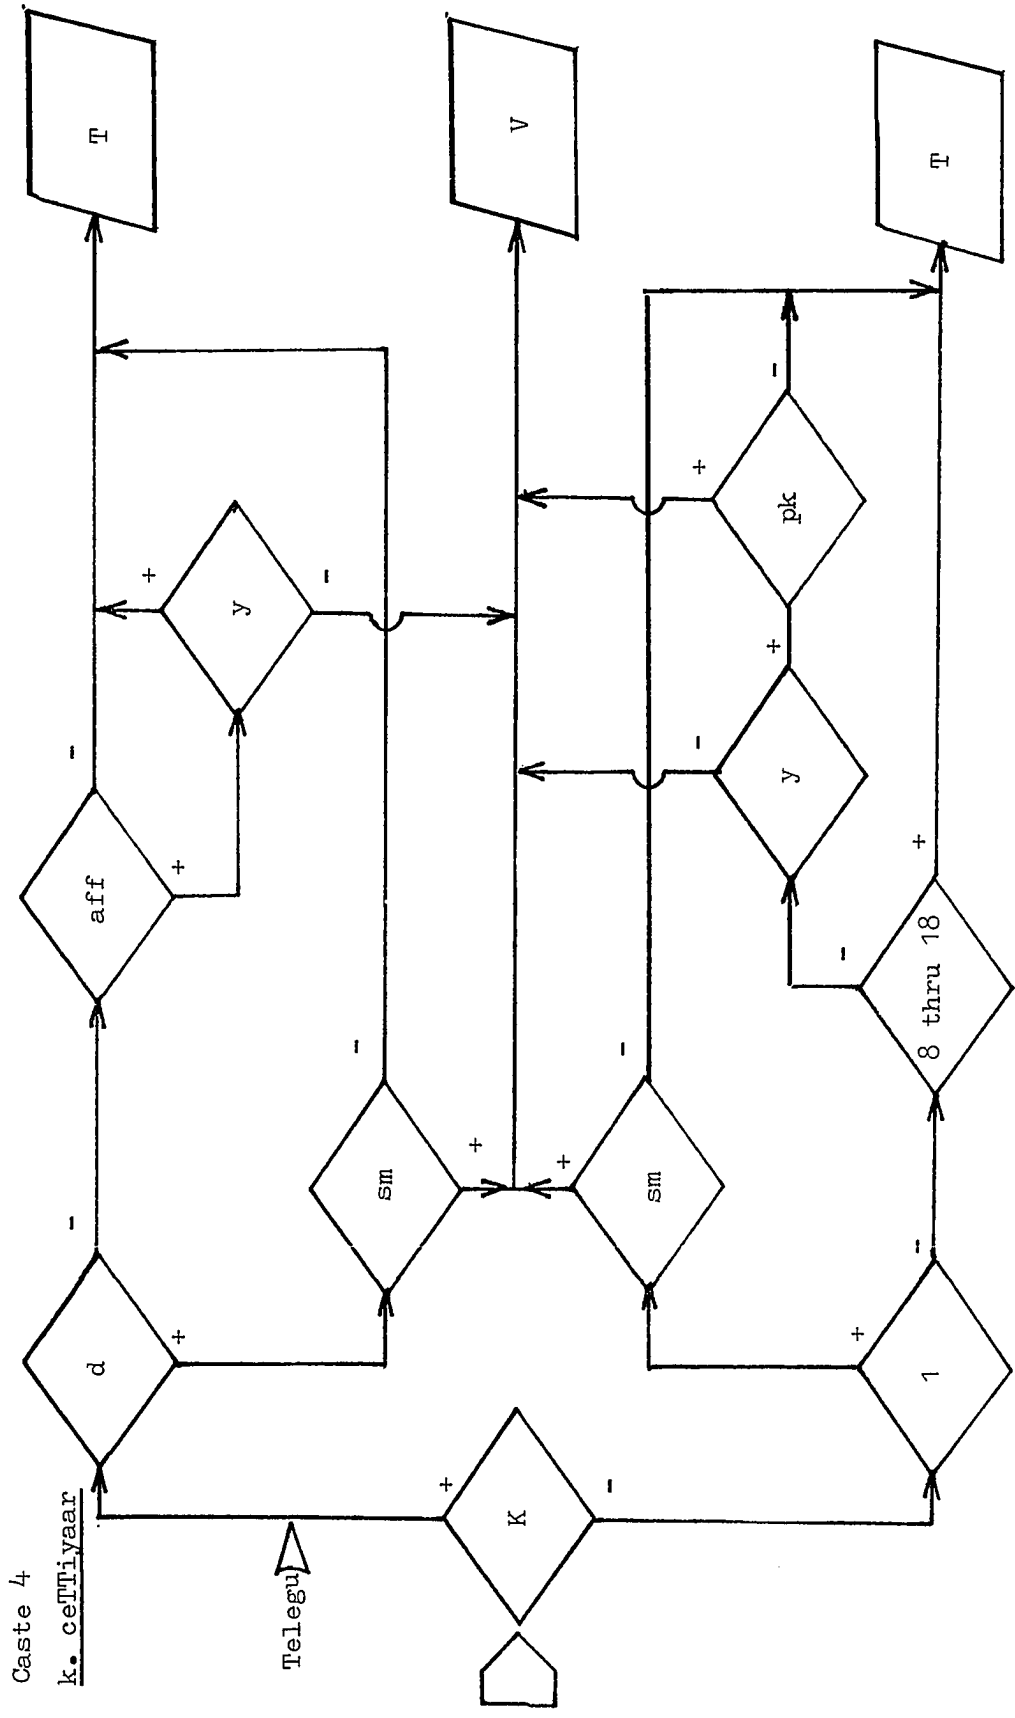 Caste 4
k. ceTTiyaar
- -
d aff T
+
+ +
y
Telegu
-
-
sm
+
+
K V
+
-
-
sm
- +
+ -
y pk
-
+
- +
1 8 thru 18 T